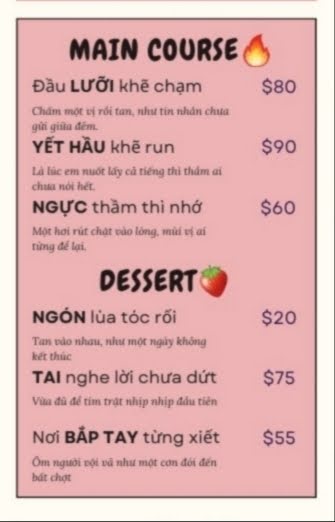 MAIN COURSE🔥
Đầu LƯỠI khẽ chạm $80
Chấm một vị rồi tan, như tin nhắn chưa
gửi giữa đêm.
YẾT HẦU khẽ run $90
Là lúc em nuốt lấy cả tiếng thì thầm ai
chưa nói hết.
NGỰC thầm thì nhớ $60
Một hơi rút chặt vào lòng, mùi vị ai
từng để lại.
DESSERT🍓
NGÓN lùa tóc rối $20
Tan vào nhau, như một ngày không
kết thúc
TAI nghe lời chưa dứt $75
Vừa đủ để tim trật nhịp nhịp đầu tiên
Nơi BẮP TAY từng xiết $55
Ôm người vội vã như một cơn đói đến
bất chợt